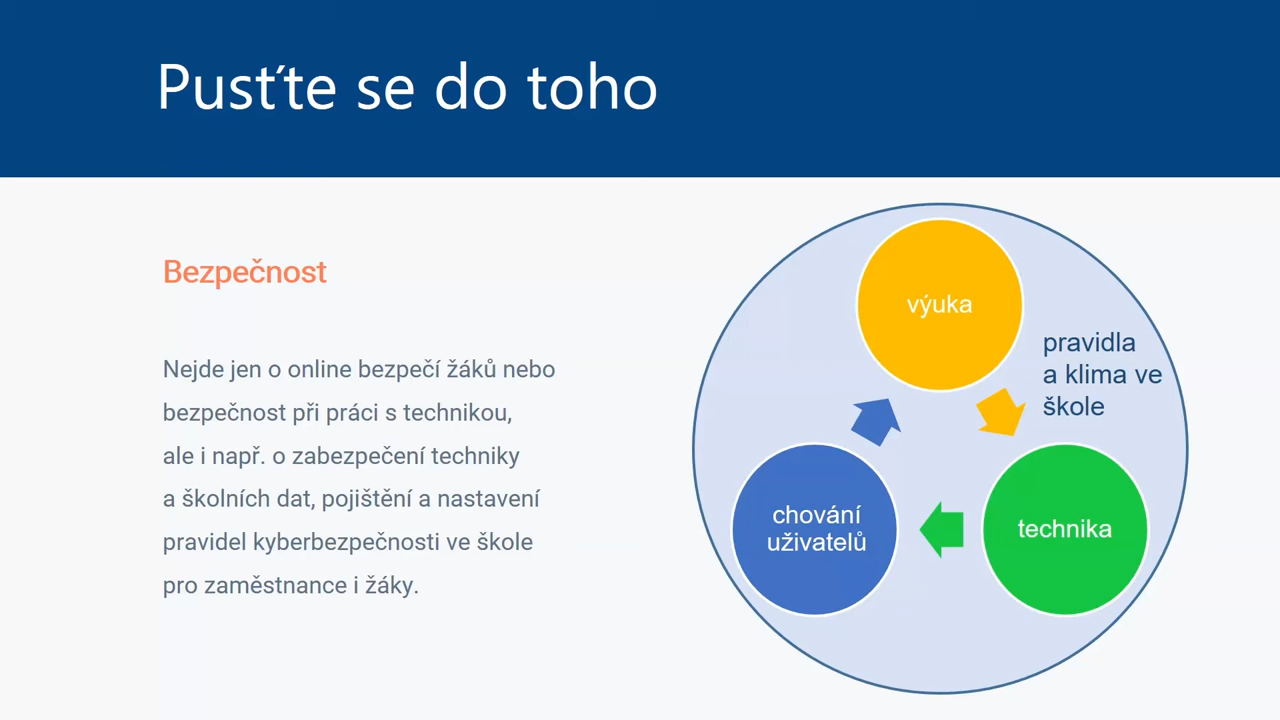 Pusťte se do toho
Bezpečnost
Nejde jen o online bezpečí žáků nebo
bezpečnost při práci s technikou,
ale i např. o zabezpečení techniky
a školních dat, pojištění a nastavení
pravidel kyberbezpečnosti ve škole
pro zaměstnance i žáky.
výuka
pravidla
a klima ve
škole
chování
uživatelů
technika